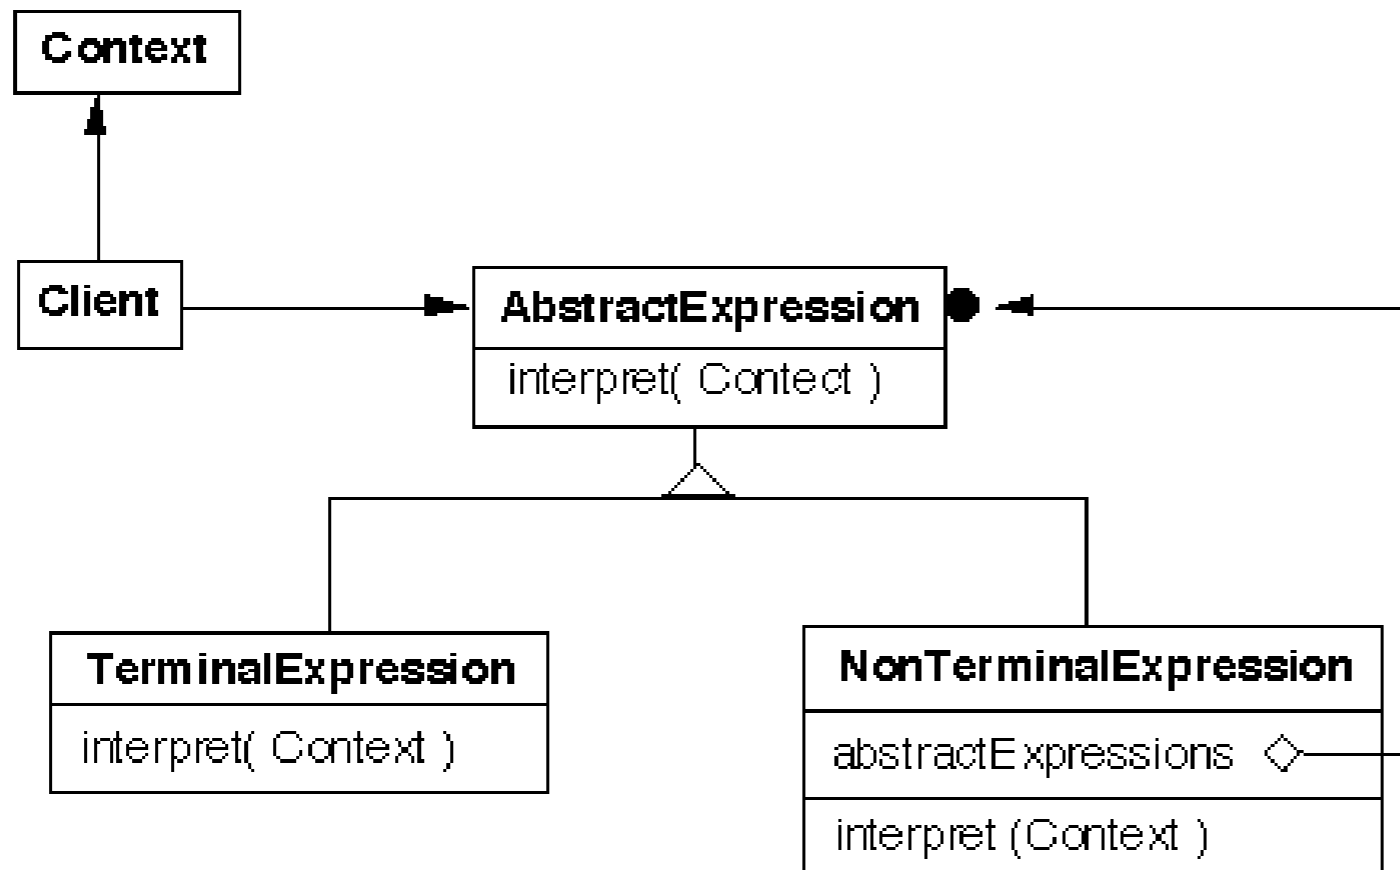 Context
Client
AbstractExpression
interpret( Contect )
TerminalExpression
interpret( Context )
NonTerminalExpression
abstractExpressions
interpret (Context )